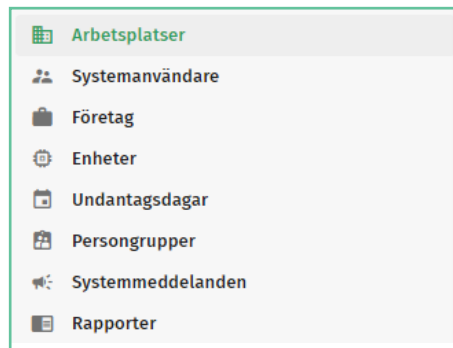 Arbetsplatser
Systemanvändare
Företag
Enheter
Undantagsdagar
Persongrupper
Systemmeddelanden
Rapporter